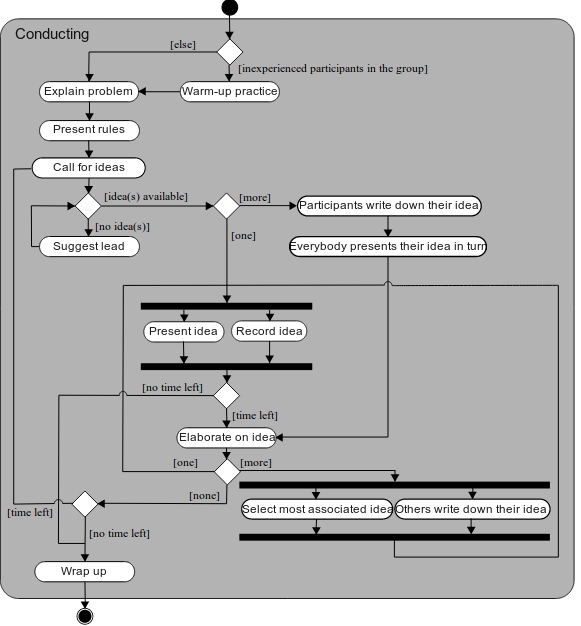 Conducting
[else]
[inexperienced participants in the group]
Explain problem
Warm-up practice
Present rules
Call for ideas
[idea(s) available]
[more]
Participants write down their idea
[no idea(s)]
[one]
Suggest lead
Everybody presents their idea in turn
Present idea
Record idea
[no time left]
[time left]
Elaborate on idea
[one]
[more]
[none]
Select most associated idea
Others write down their idea
[time left]
[no time left]
Wrap up